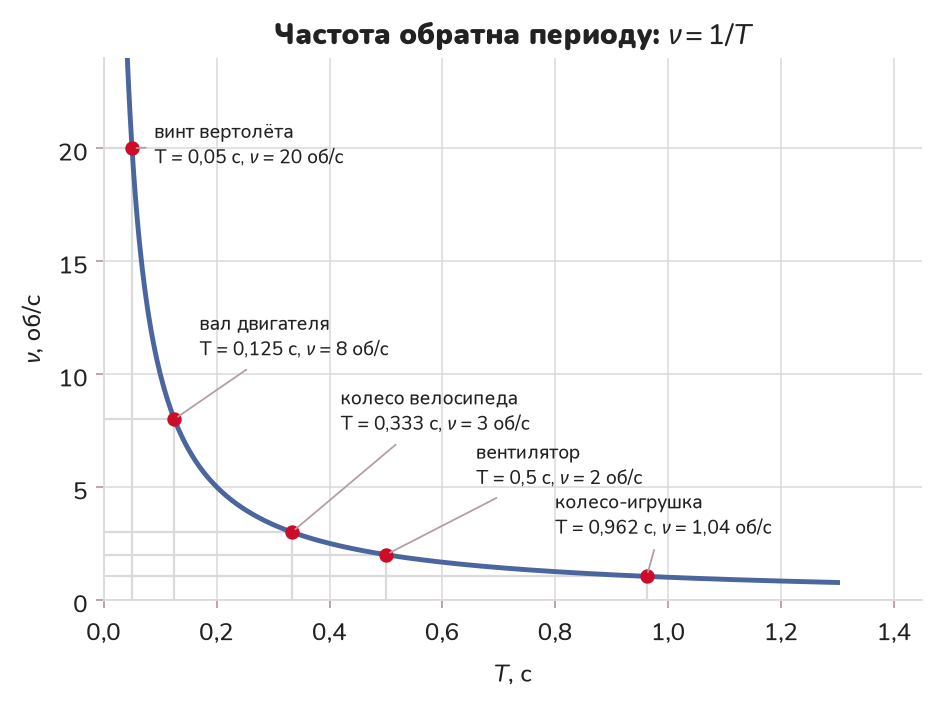 Частота обратна периоду: ν = 1/T
винт вертолёта
T = 0,05 с, ν = 20 об/с
вал двигателя
T = 0,125 с, ν = 8 об/с
колесо велосипеда
T = 0,333 с, ν = 3 об/с
вентилятор
T = 0,5 с, ν = 2 об/с
колесо-игрушка
T = 0,962 с, ν = 1,04 об/с
ν, об/с
20
15
10
5
0
0,0 0,2 0,4 0,6 0,8 1,0 1,2 1,4
T, с